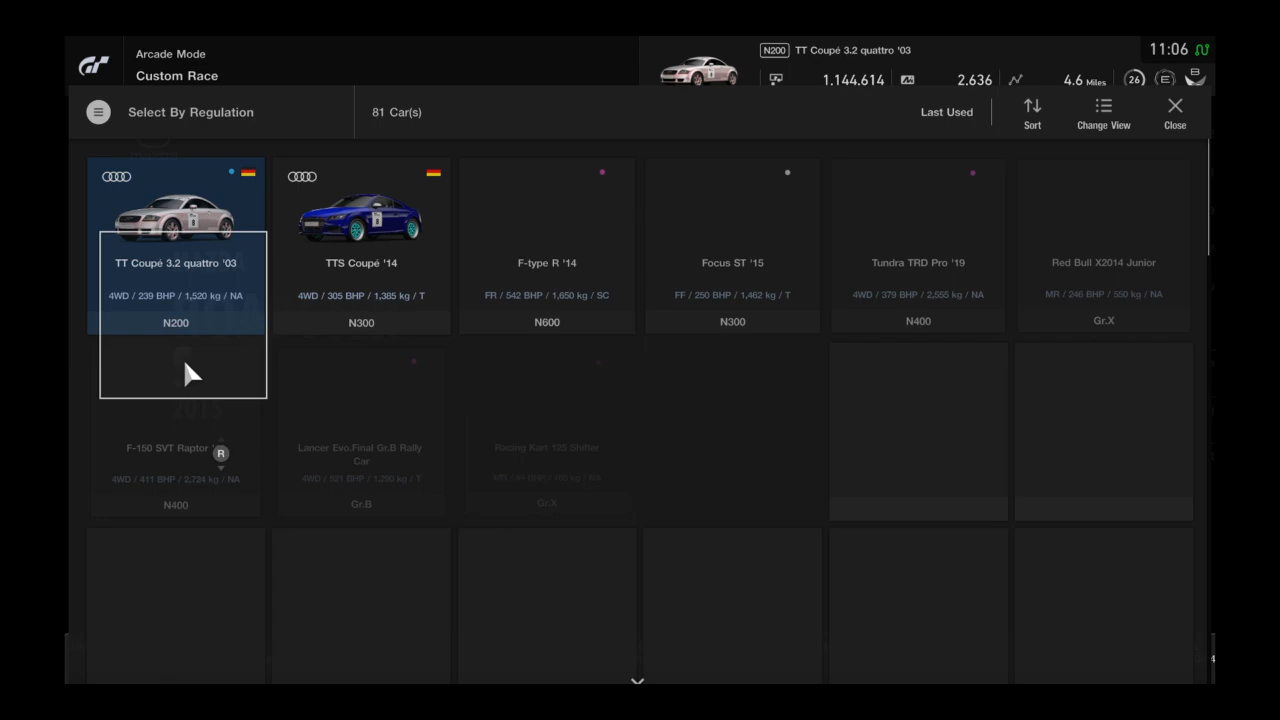 Arcade Mode
Custom Race
N200 TT Coupé 3.2 quattro '03
11:06
1,144,614
2,636
4.6 Miles
26
E
B
Select By Regulation
81 Car(s)
Last Used
Sort
Change View
Close
TT Coupé 3.2 quattro '03
4WD / 239 BHP / 1,520 kg / NA
N200
TTS Coupé '14
4WD / 305 BHP / 1,385 kg / T
N300
F-type R '14
FR / 542 BHP / 1,650 kg / SC
N600
Focus ST '15
FF / 250 BHP / 1,462 kg / T
N300
Tundra TRD Pro '19
4WD / 379 BHP / 2,555 kg / NA
N400
Red Bull X2014 Junior
MR / 246 BHP / 550 kg / NA
Gr.X
F-150 SVT Raptor
R
4WD / 411 BHP / 2,724 kg / NA
N400
Lancer Evo.Final Gr.B Rally
Car
4WD / 521 BHP / 1,250 kg / T
Gr.B
Racing Kart 125 Shifter
Gr.X